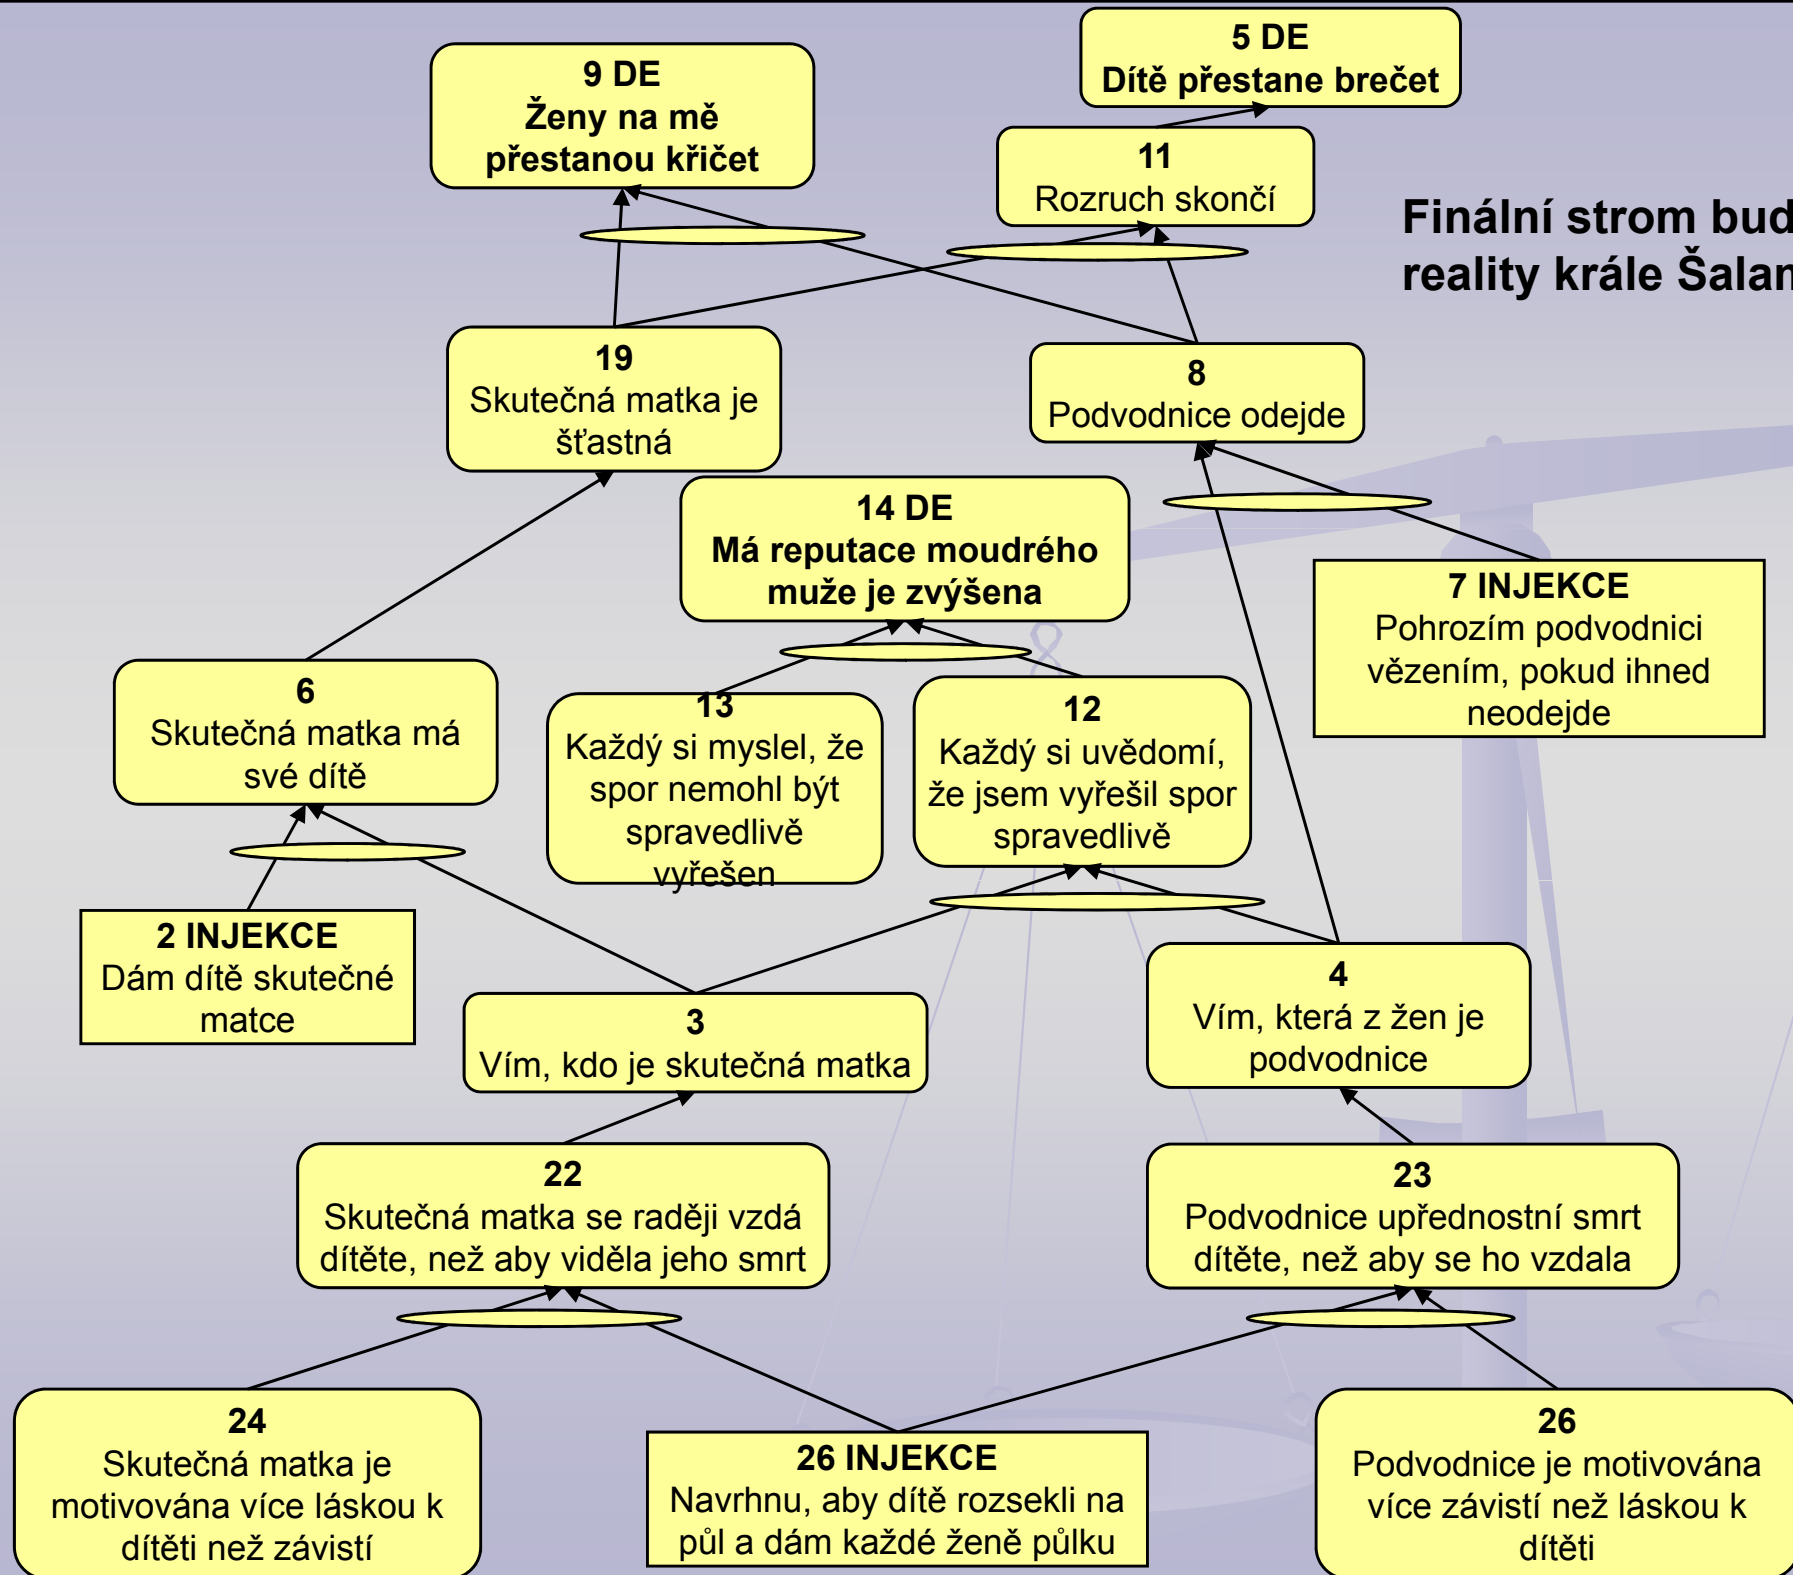 5 DE
Dítě přestane brečet
9 DE
Ženy na mě
přestanou křičet
11
Rozruch skončí
Finální strom bud
reality krále Šalam
19
Skutečná matka je
šťastná
8
Podvodnice odejde
14 DE
Má reputace moudrého
muže je zvýšena
7 INJEKCE
Pohrozím podvodnici
vězením, pokud ihned
neodejde
6
Skutečná matka má
své dítě
13
Každý si myslel, že
spor nemohl být
spravedlivě
vyřešen
12
Každý si uvědomí,
že jsem vyřešil spor
spravedlivě
2 INJEKCE
Dám dítě skutečné
matce
3
Vím, kdo je skutečná matka
4
Vím, která z žen je
podvodnice
22
Skutečná matka se raději vzdá
dítěte, než aby viděla jeho smrt
23
Podvodnice upřednostní smrt
dítěte, než aby se ho vzdala
24
Skutečná matka je
motivována více láskou k
dítěti než závistí
26 INJEKCE
Navrhnu, aby dítě rozsekli na
půl a dám každé ženě půlku
26
Podvodnice je motivována
více závistí než láskou k
dítěti